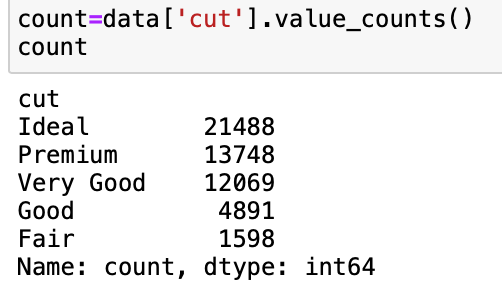 count=data['cut'].value_counts()
count
cut
Ideal 21488
Premium 13748
Very Good 12069
Good 4891
Fair 1598
Name: count, dtype: int64